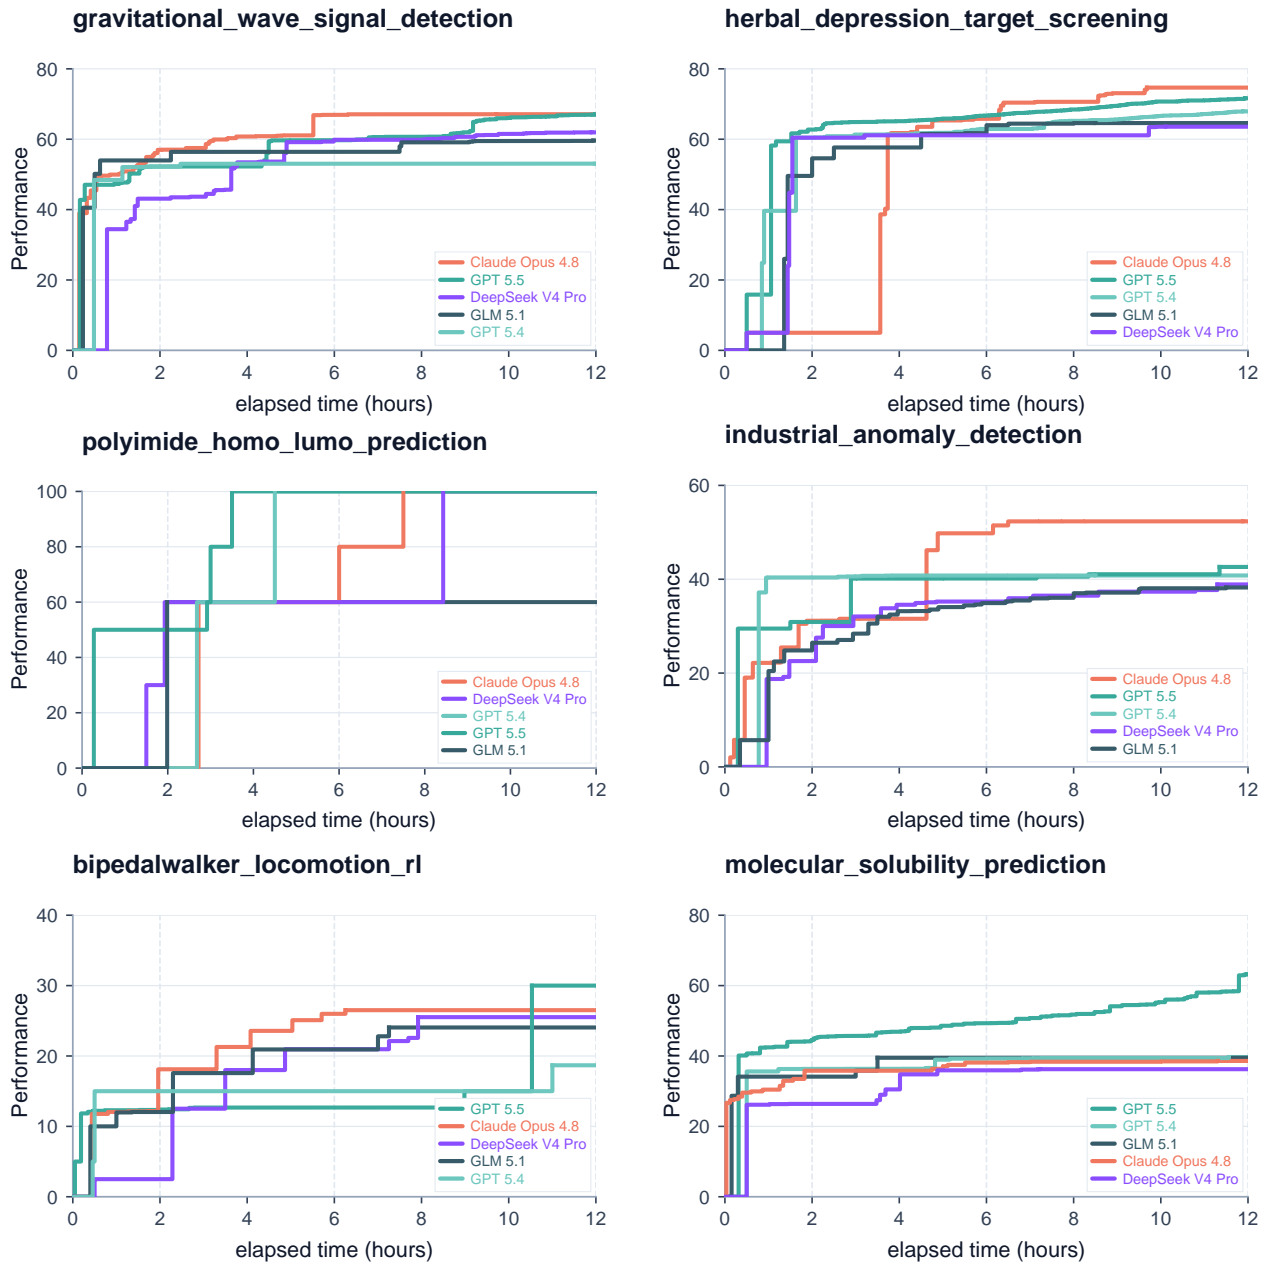 gravitational_wave_signal_detection
80
60
40
20
0
0 2 4 6 8 10 12
Performance
elapsed time (hours)
Claude Opus 4.8
GPT 5.5
DeepSeek V4 Pro
GLM 5.1
GPT 5.4
herbal_depression_target_screening
80
60
40
20
0
0 2 4 6 8 10 12
Performance
elapsed time (hours)
Claude Opus 4.8
GPT 5.5
GPT 5.4
GLM 5.1
DeepSeek V4 Pro
polyimide_homo_lumo_prediction
100
80
60
40
20
0
0 2 4 6 8 10 12
Performance
elapsed time (hours)
Claude Opus 4.8
DeepSeek V4 Pro
GPT 5.4
GPT 5.5
GLM 5.1
industrial_anomaly_detection
60
40
20
0
0 2 4 6 8 10 12
Performance
elapsed time (hours)
Claude Opus 4.8
GPT 5.5
GPT 5.4
DeepSeek V4 Pro
GLM 5.1
bipedalwalker_locomotion_rl
40
30
20
10
0
0 2 4 6 8 10 12
Performance
elapsed time (hours)
GPT 5.5
Claude Opus 4.8
DeepSeek V4 Pro
GLM 5.1
GPT 5.4
molecular_solubility_prediction
80
60
40
20
0
0 2 4 6 8 10 12
Performance
elapsed time (hours)
GPT 5.5
GPT 5.4
GLM 5.1
Claude Opus 4.8
DeepSeek V4 Pro